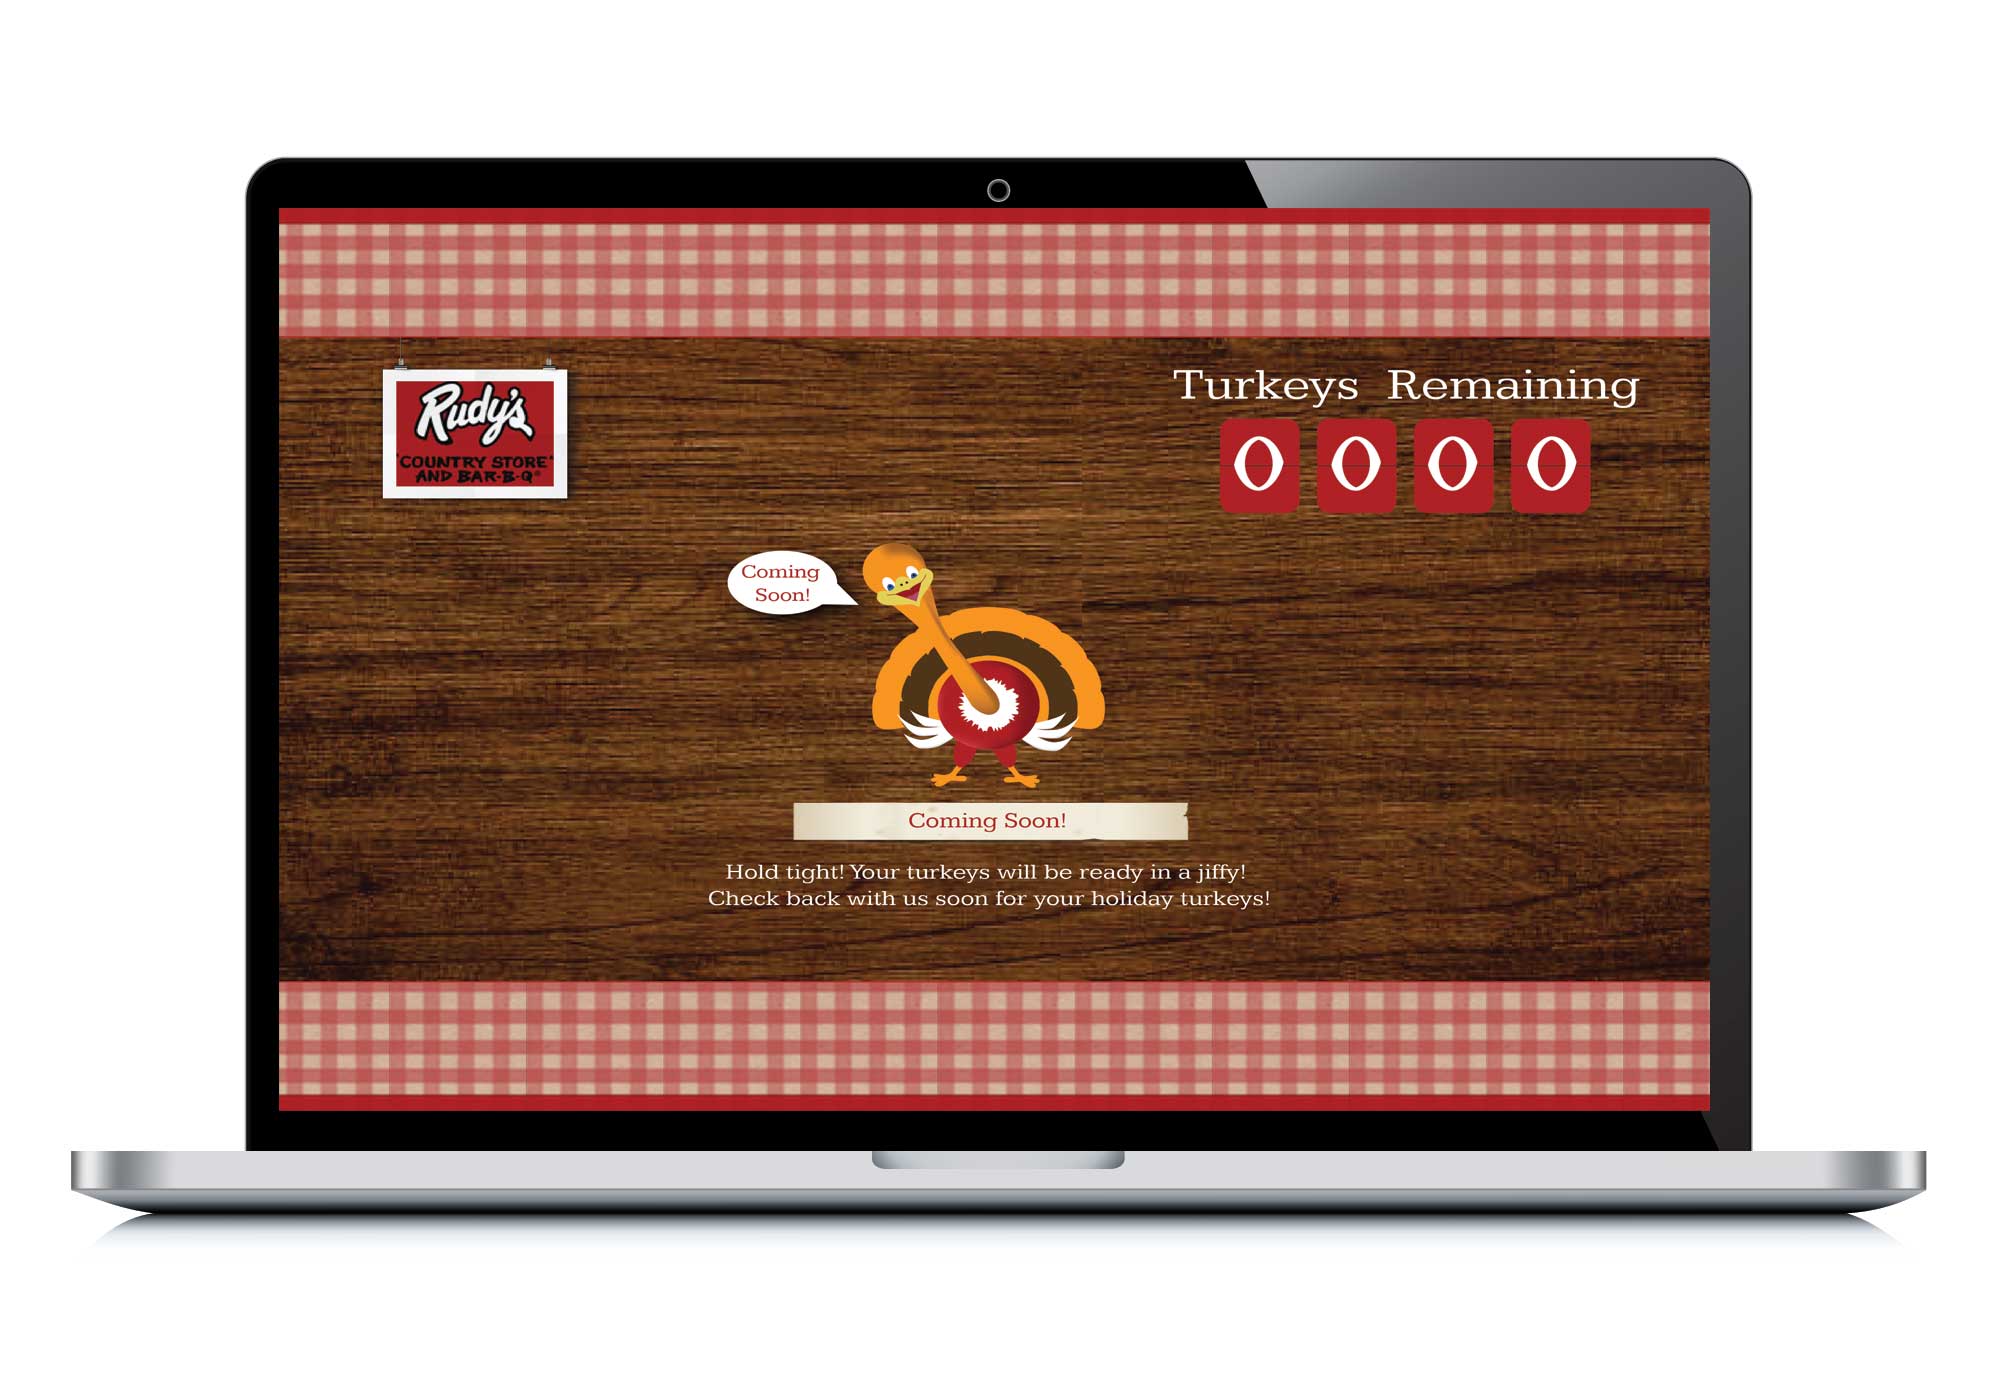 Rudy's
"COUNTRY STORE"
AND BAR-B-Q®
Turkeys Remaining
0 0 0 0
Coming
Soon!
Coming Soon!
Hold tight! Your turkeys will be ready in a jiffy!
Check back with us soon for your holiday turkeys!